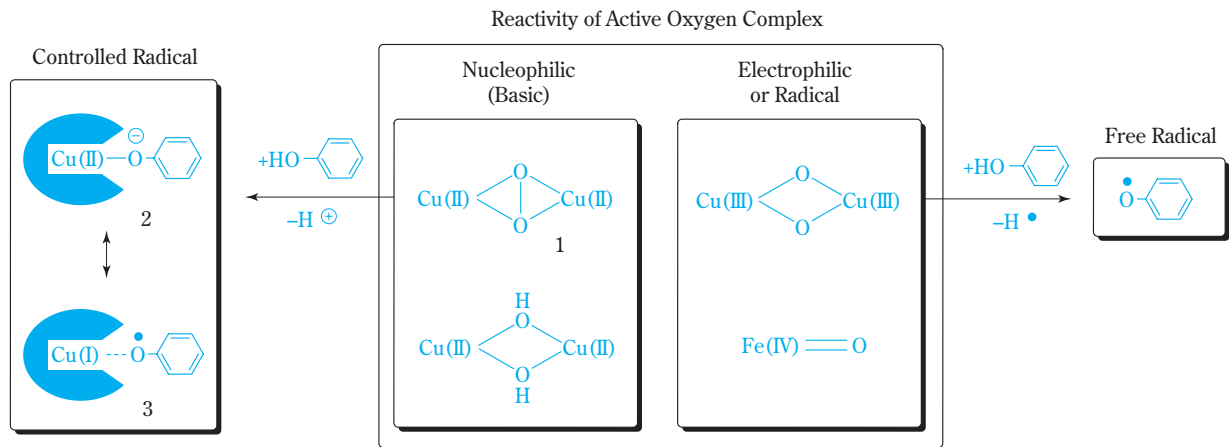 Reactivity of Active Oxygen Complex
Controlled Radical
Nucleophilic
(Basic)
Electrophilic
or Radical
Free Radical
Cu(II)—O
⊖
2
Cu(I)---O
•
3
+HO
–H ⊕
Cu(II)
O
O
Cu(II)
1
H
O
Cu(II)
Cu(II)
O
H
Cu(III)
O
O
Cu(III)
Fe(IV)═O
+HO
–H •
•
O